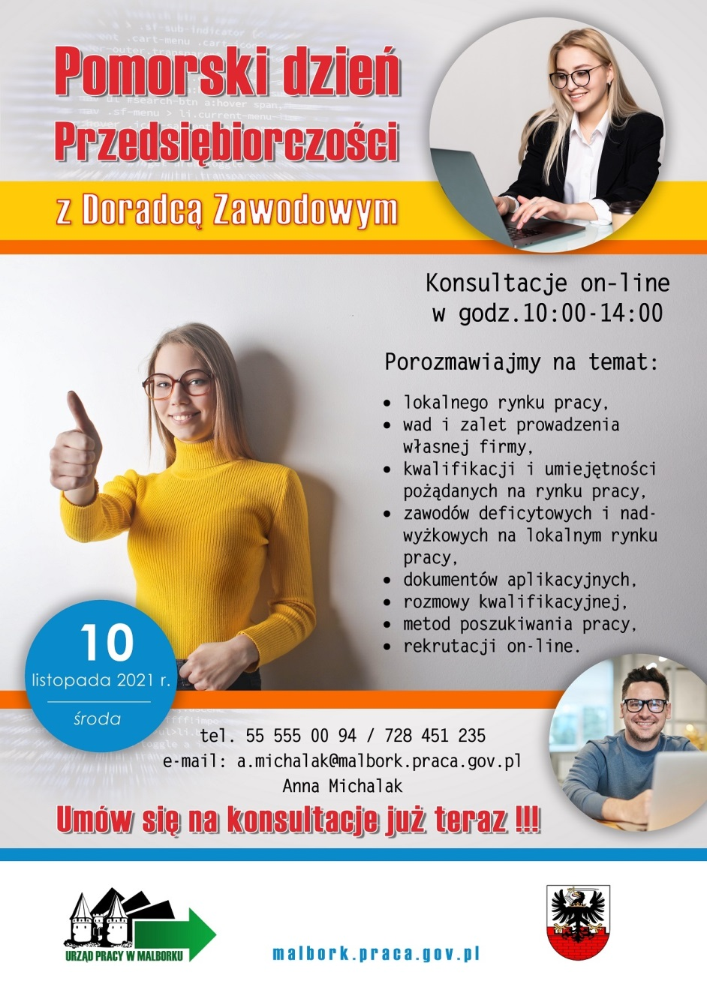 Pomorski dzień
Przedsiębiorczości
z Doradcą Zawodowym
Konsultacje on-line
w godz.10:00-14:00
Porozmawiajmy na temat:
• lokalnego rynku pracy,
• wad i zalet prowadzenia
własnej firmy,
• kwalifikacji i umiejętności
pożądanych na rynku pracy,
• zawodów deficytowych i nad-
wyżkowych na lokalnym rynku
pracy,
• dokumentów aplikacyjnych,
• rozmowy kwalifikacyjnej,
• metod poszukiwania pracy,
• rekrutacji on-line.
10
listopada 2021 r.
środa
tel. 55 555 00 94 / 728 451 235
e-mail: a.michalak@malbork.praca.gov.pl
Anna Michalak
Umów się na konsultacje już teraz !!!
URZĄD PRACY W MALBORKU
malbork.praca.gov.pl